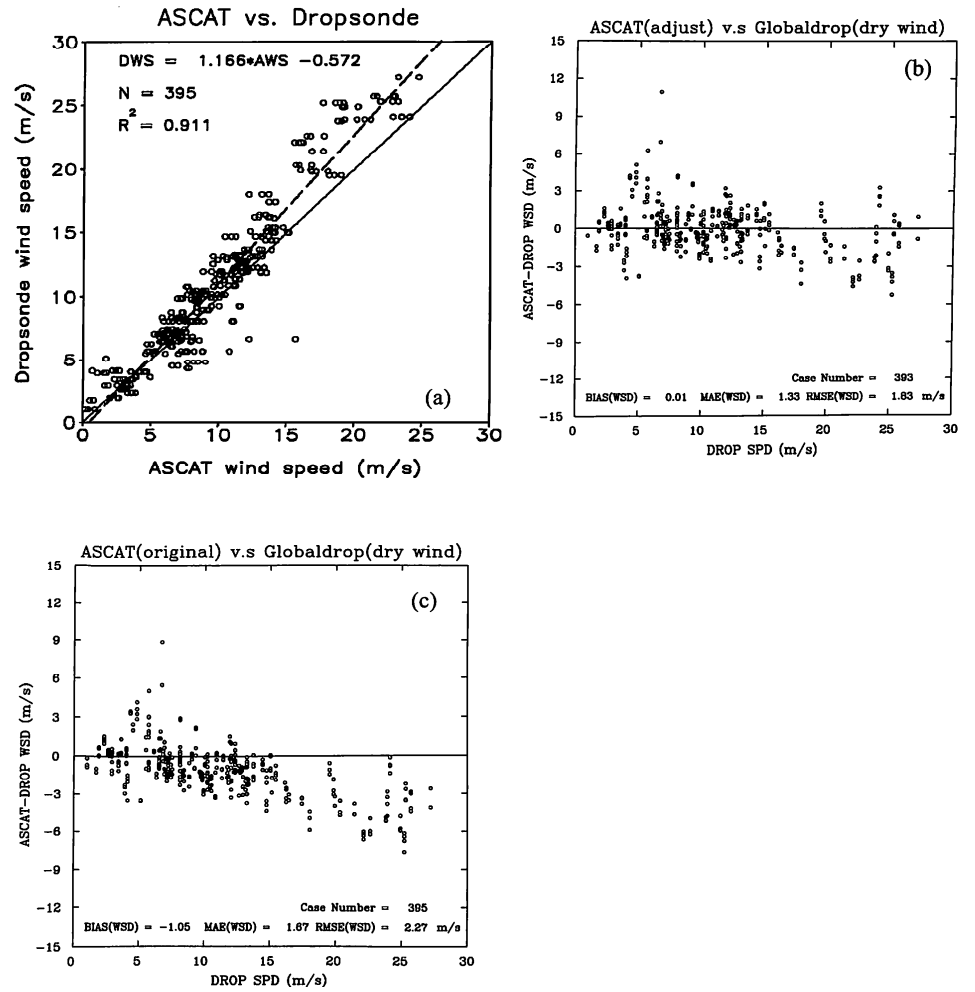 ASCAT vs. Dropsonde
DWS = 1.166*AWS -0.572
N = 395
R2 = 0.911
30
25
20
15
10
5
0
Dropsonde wind speed (m/s)
(a)
0 5 10 15 20 25 30
ASCAT wind speed (m/s)
ASCAT(adjust) v.s Globaldrop(dry wind)
(b)
15
12
9
6
3
0
-3
-6
-9
-12
-15
ASCAT-DROP WSD (m/s)
Case Number = 393
BIAS(WSD) = 0.01 MAE(WSD) = 1.33 RMSE(WSD) = 1.83 m/s
0 5 10 15 20 25 30
DROP SPD (m/s)
ASCAT(original) v.s Globaldrop(dry wind)
(c)
15
12
9
6
3
0
-3
-6
-9
-12
-15
ASCAT-DROP WSD (m/s)
Case Number = 395
BIAS(WSD) = -1.05 MAE(WSD) = 1.67 RMSE(WSD) = 2.27 m/s
0 5 10 15 20 25 30
DROP SPD (m/s)